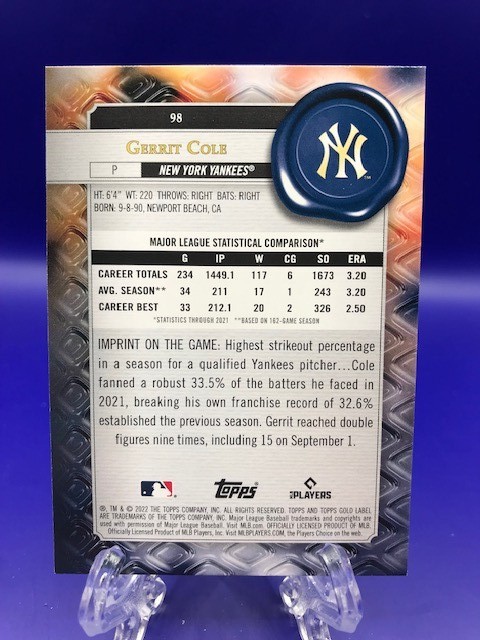 98
GERRIT COLE
P NEW YORK YANKEES®
HT: 6'4" WT: 220 THROWS: RIGHT BATS: RIGHT
BORN: 9-8-90, NEWPORT BEACH, CA
NY
TM
MAJOR LEAGUE STATISTICAL COMPARISON*
G IP W CG SO ERA
CAREER TOTALS 234 1449.1 117 6 1673 3.20
AVG. SEASON** 34 211 17 1 243 3.20
CAREER BEST 33 212.1 20 2 326 2.50
*STATISTICS THROUGH 2021 **BASED ON 162-GAME SEASON
IMPRINT ON THE GAME: Highest strikeout percentage
in a season for a qualified Yankees pitcher...Cole
fanned a robust 33.5% of the batters he faced in
2021, breaking his own franchise record of 32.6%
established the previous season. Gerrit reached double
figures nine times, including 15 on September 1.
topps PLAYERS
®, TM & © 2022 THE TOPPS COMPANY, INC. ALL RIGHTS RESERVED. TOPPS AND TOPPS GOLD LABEL
ARE TRADEMARKS OF THE TOPPS COMPANY, INC. Major League Baseball trademarks and copyrights are
used with permission of Major League Baseball. Visit MLB.com. OFFICIALLY LICENSED PRODUCT OF MLB
Officially Licensed Product of MLB Players, Inc. Visit MLBPLAYERS.COM, the Players Choice on the web.